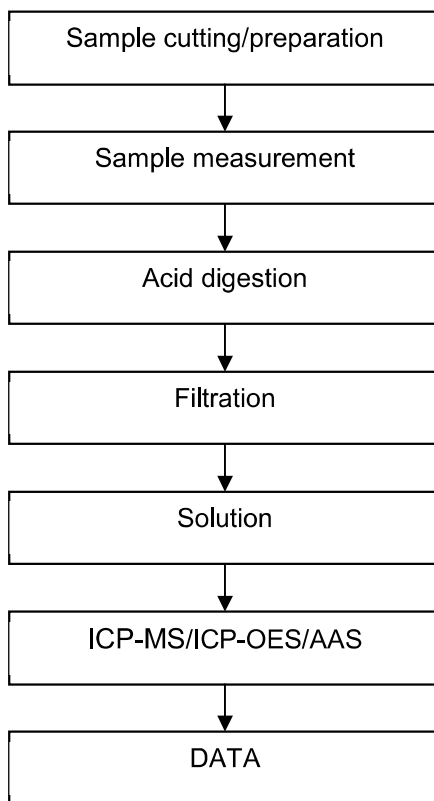 Sample cutting/preparation
Sample measurement
Acid digestion
Filtration
Solution
ICP-MS/ICP-OES/AAS
DATA